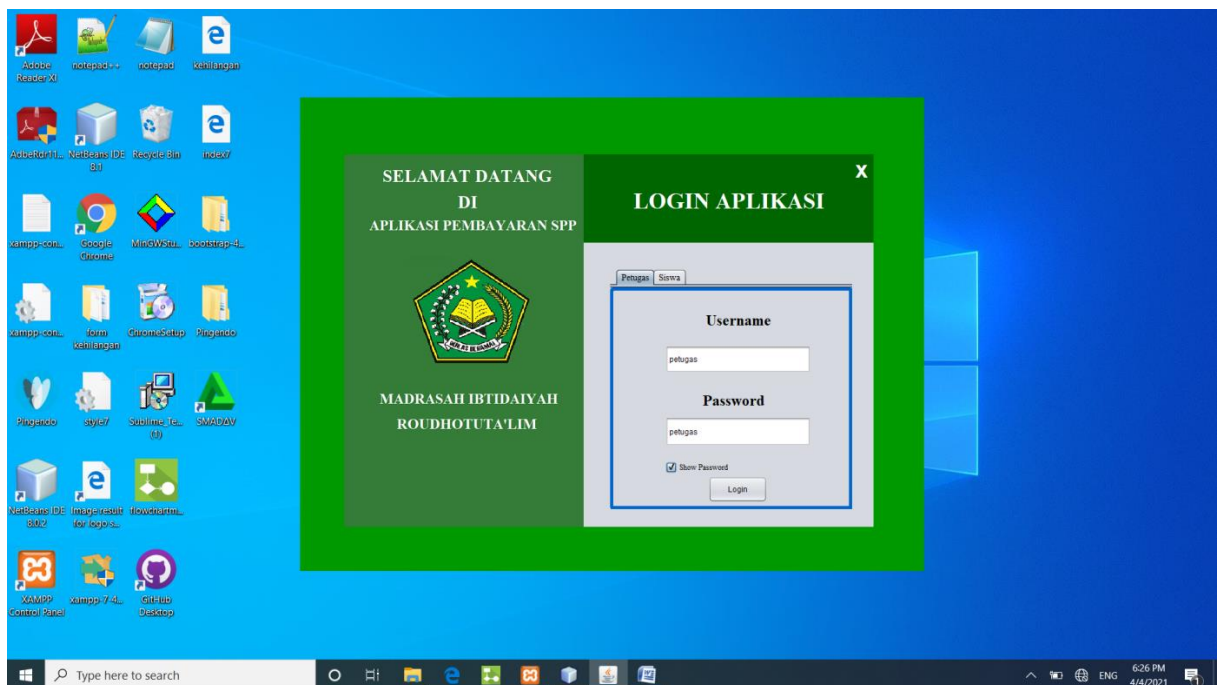 Adobe
Reader XI
notepad++
notepad
kehilangan
AdbeRdr11...
NetBeans IDE
8.1
Recycle Bin
index7
xampp-con...
Google
Chrome
MinGWStu...
bootstrap-4...
xampp-con...
form
kehilangan
ChromeSetup
Pingendo
Pingendo
style7
Sublime_Te...
(1)
SMADAV
NetBeans IDE
8.0.2
Image result
for logo s...
flowchartm...
XAMPP
Control Panel
xampp-7-4...
GitHub
Desktop
SELAMAT DATANG
DI
APLIKASI PEMBAYARAN SPP
MADRASAH IBTIDAIYAH
ROUDHOTUTA'LIM
X
LOGIN APLIKASI
Petugas
Siswa
Username
petugas
Password
petugas
Show Password
Login
Type here to search
ENG
6:26 PM
4/4/2021
1